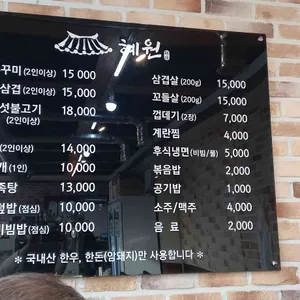 혜원
꾸미 (2인이상) 15,000
삼겹 (2인이상) 15,000
섯불고기 18,000
(2인이상)
(2인이상) 14,000
개 (1인) 10,000
족탕 13,000
밥 (점심) 10,000
비빔밥 (점심) 10,000
삼겹살 (200g) 15,000
꼬들살 (200g) 15,000
껍데기 (2장) 7,000
계란찜 4,000
후식냉면 (비빔/물) 5,000
볶음밥 2,000
공기밥 1,000
소주/맥주 4,000
음 료 2,000
* 국내산 한우, 한돈(암돼지)만 사용합니다 *